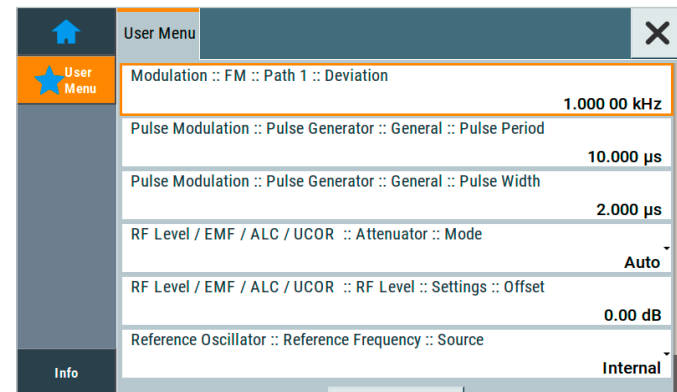 User Menu
User
Menu
Modulation :: FM :: Path 1 :: Deviation
1.000 00 kHz
Pulse Modulation :: Pulse Generator :: General :: Pulse Period
10.000 µs
Pulse Modulation :: Pulse Generator :: General :: Pulse Width
2.000 µs
RF Level / EMF / ALC / UCOR :: Attenuator :: Mode
Auto
RF Level / EMF / ALC / UCOR :: RF Level :: Settings :: Offset
0.00 dB
Reference Oscillator :: Reference Frequency :: Source
Internal
Info